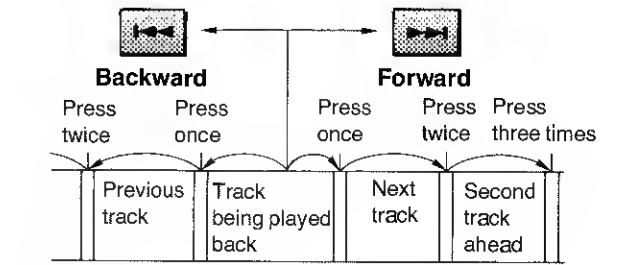 Backward
Forward
Press twice
Press once
Press once
Press twice
Press three times
Previous track
Track being played back
Next track
Second track ahead